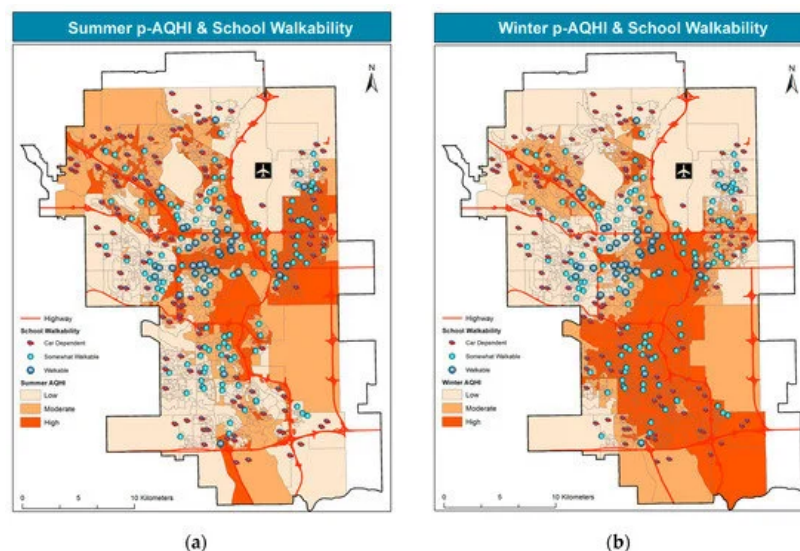 Summer p-AQHI & School Walkability
N
Highway
School Walkability
Car Dependent
Somewhat Walkable
Walkable
Summer AQHI
Low
Moderate
High
0 5 10 Kilometers
(a)
Winter p-AQHI & School Walkability
N
Highway
School Walkability
Car Dependent
Somewhat Walkable
Walkable
Winter AQHI
Low
Moderate
High
0 5 10 Kilometers
(b)